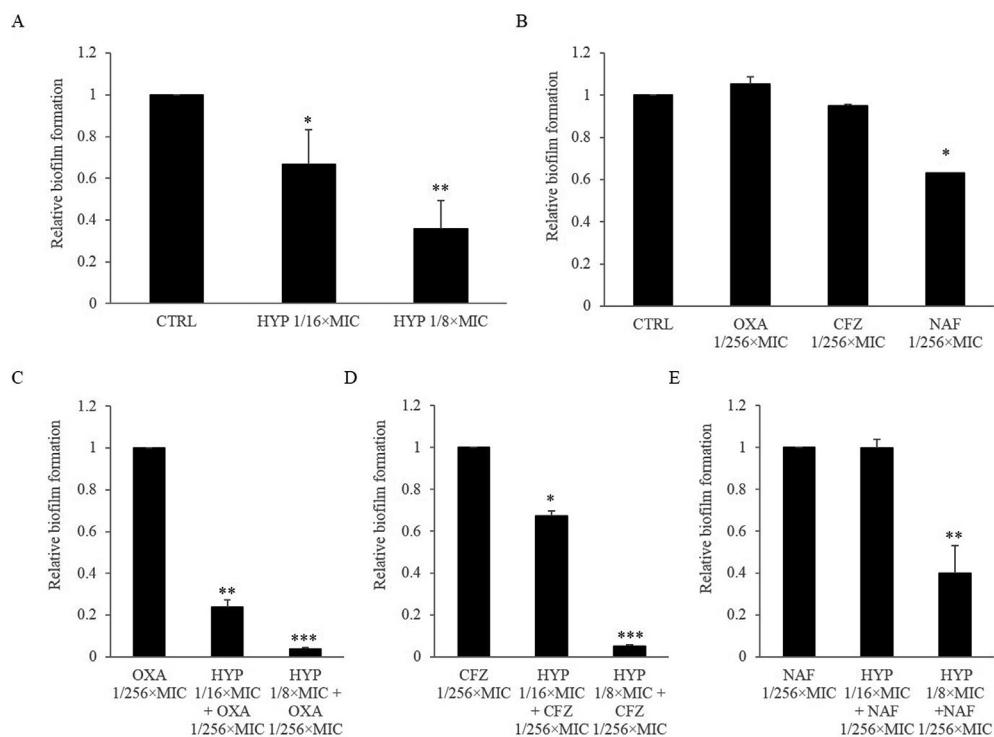 A
Relative biofilm formation
1.2
1
0.8
0.6
0.4
0.2
0
*
**
CTRL
HYP 1/16×MIC
HYP 1/8×MIC
B
Relative biofilm formation
1.2
1
0.8
0.6
0.4
0.2
0
*
CTRL
OXA
1/256×MIC
CFZ
1/256×MIC
NAF
1/256×MIC
C
Relative biofilm formation
1.2
1
0.8
0.6
0.4
0.2
0
**
***
OXA
1/256×MIC
HYP
1/16×MIC
+ OXA
1/256×MIC
HYP
1/8×MIC +
OXA
1/256×MIC
D
Relative biofilm formation
1.2
1
0.8
0.6
0.4
0.2
0
*
***
CFZ
1/256×MIC
HYP
1/16×MIC
+ CFZ
1/256×MIC
HYP
1/8×MIC +
CFZ
1/256×MIC
E
Relative biofilm formation
1.2
1
0.8
0.6
0.4
0.2
0
**
NAF
1/256×MIC
HYP
1/16×MIC
+ NAF
1/256×MIC
HYP
1/8×MIC
+NAF
1/256×MIC